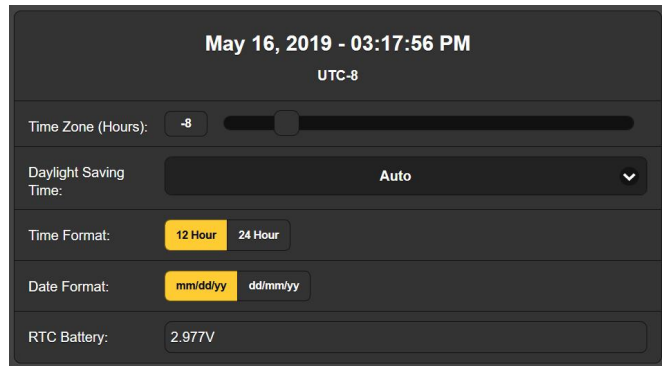 May 16, 2019 - 03:17:56 PM
UTC-8
Time Zone (Hours): -8
Daylight Saving
Time:
Auto
Time Format: 12 Hour 24 Hour
Date Format: mm/dd/yy dd/mm/yy
RTC Battery: 2.977V